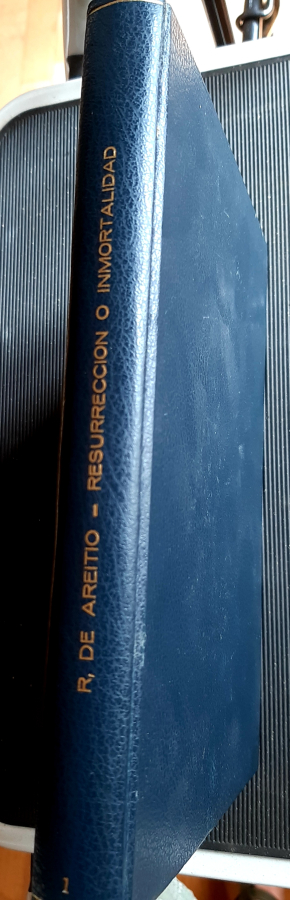 R, DE AREITIO - RESURRECCION O INMORTALIDAD
1